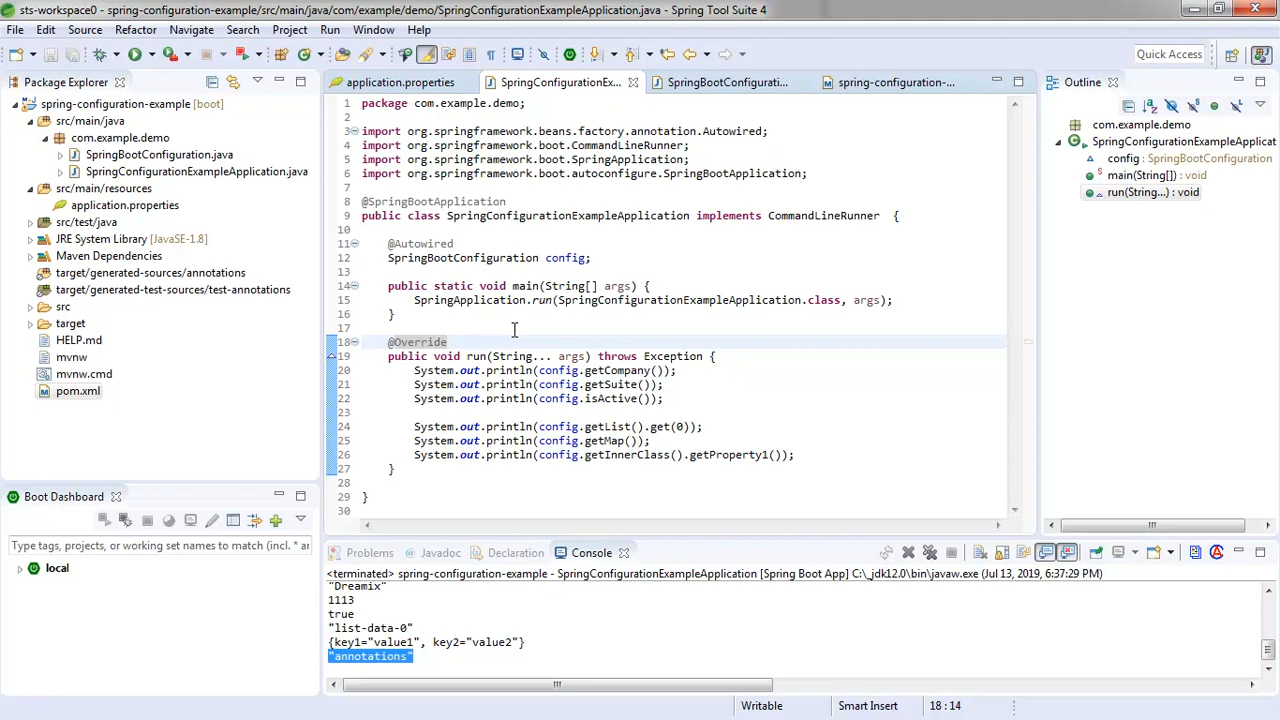 sts-workspace0 - spring-configuration-example/src/main/java/com/example/demo/SpringConfigurationExampleApplication.java - Spring Tool Suite 4
File Edit Source Refactor Navigate Search Project Run Window Help
Quick Access
Package Explorer
spring-configuration-example [boot]
src/main/java
com.example.demo
SpringBootConfiguration.java
SpringConfigurationExampleApplication.java
src/main/resources
application.properties
src/test/java
JRE System Library [JavaSE-1.8]
Maven Dependencies
target/generated-sources/annotations
target/generated-test-sources/test-annotations
src
target
HELP.md
mvnw
mvnw.cmd
pom.xml
Boot Dashboard
Type tags, projects, or working set names to match (incl. * ar
local
application.properties SpringConfigurationEx... SpringBootConfigurati... spring-configuration-...
1 package com.example.demo;
2
3 import org.springframework.beans.factory.annotation.Autowired;
4 import org.springframework.boot.CommandLineRunner;
5 import org.springframework.boot.SpringApplication;
6 import org.springframework.boot.autoconfigure.SpringBootApplication;
7
8 @SpringBootApplication
9 public class SpringConfigurationExampleApplication implements CommandLineRunner {
10
11 @Autowired
12 SpringBootConfiguration config;
13
14 public static void main(String[] args) {
15 SpringApplication.run(SpringConfigurationExampleApplication.class, args);
16 }
17
18 @Override
19 public void run(String... args) throws Exception {
20 System.out.println(config.getCompany());
21 System.out.println(config.getSuite());
22 System.out.println(config.isActive());
23
24 System.out.println(config.getList().get(0));
25 System.out.println(config.getMap());
26 System.out.println(config.getInnerClass().getProperty1());
27 }
28
29 }
30
Outline
com.example.demo
SpringConfigurationExampleApplicat
config : SpringBootConfiguration
main(String[]) : void
run(String...) : void
Problems Javadoc Declaration Console
<terminated> spring-configuration-example - SpringConfigurationExampleApplication [Spring Boot App] C:\_jdk12.0\bin\javaw.exe (Jul 13, 2019, 6:37:29 PM)
"Dreamix"
1113
true
"list-data-0"
{key1="value1", key2="value2"}
"annotations"
Writable Smart Insert 18 : 14